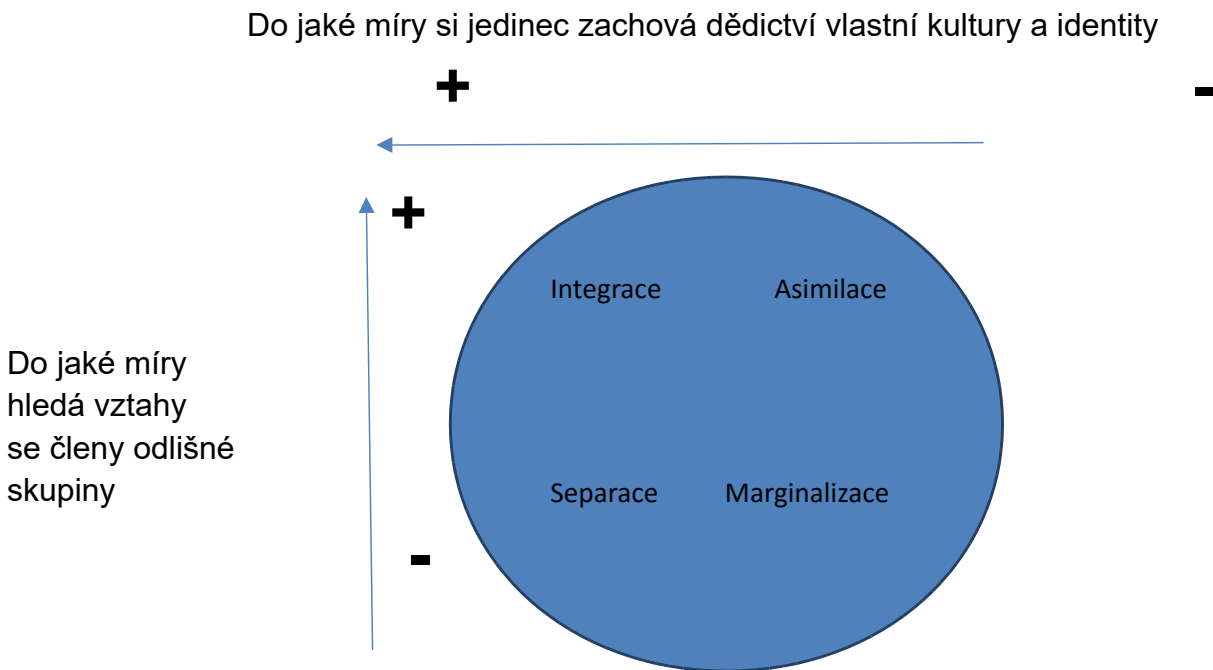 Do jaké míry si jedinec zachová dědictví vlastní kultury a identity
+ -
+
Integrace Asimilace
Do jaké míry
hledá vztahy
se členy odlišné
skupiny
Separace Marginalizace
-